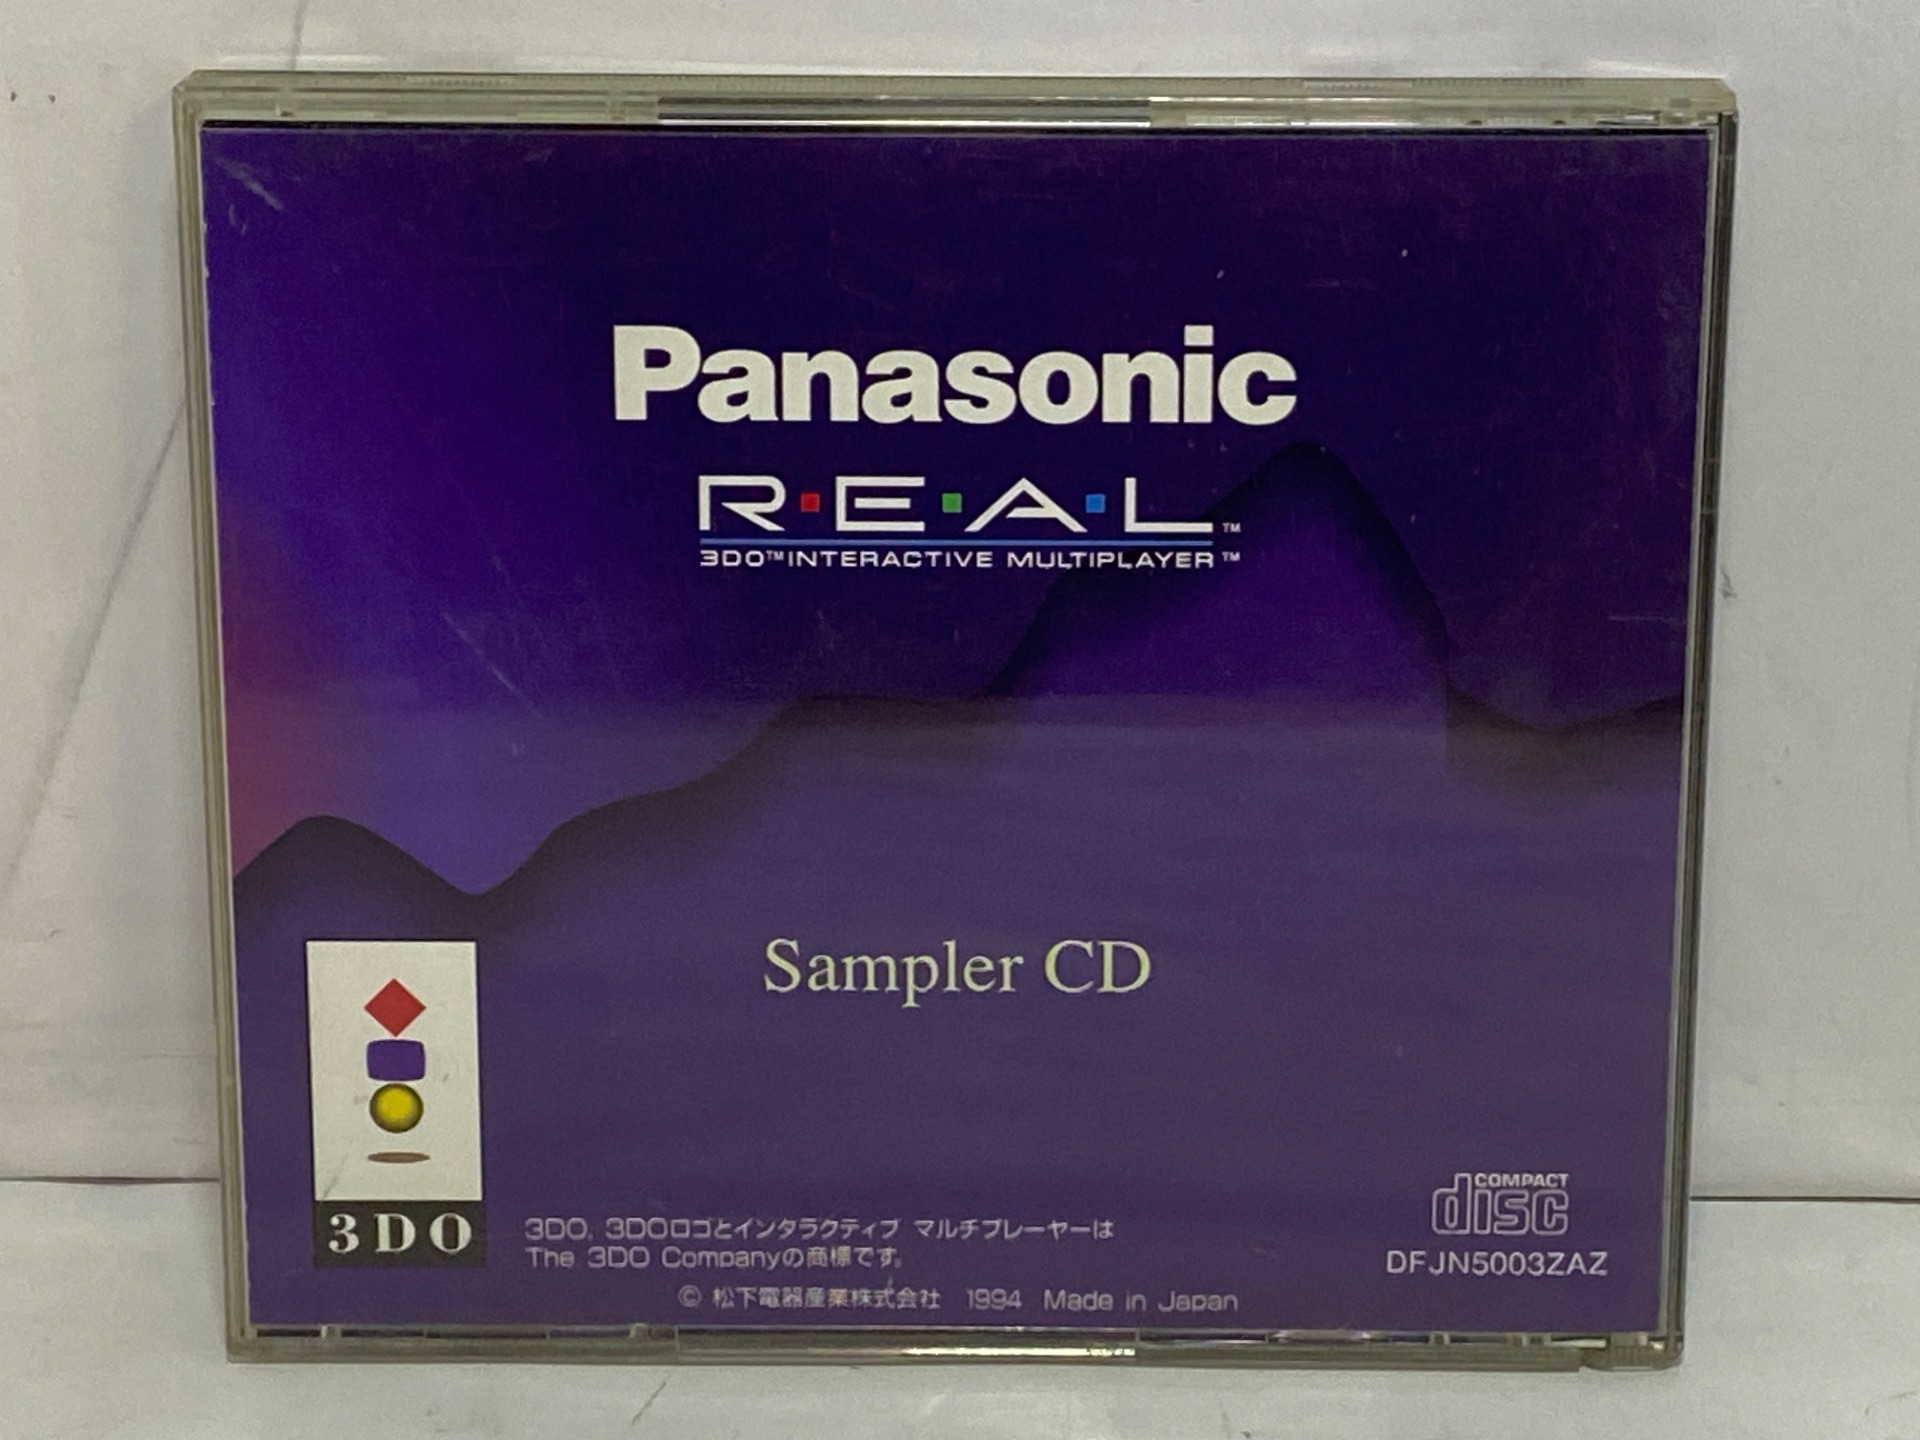 Panasonic
R·E·A·L™
3DO™ INTERACTIVE MULTIPLAYER™
Sampler CD
3DO
3DO, 3DOロゴとインタラクティブ マルチプレーヤーは
The 3DO Companyの商標です。
COMPACT
disc
DFJN5003ZAZ
© 松下電器産業株式会社 1994 Made in Japan